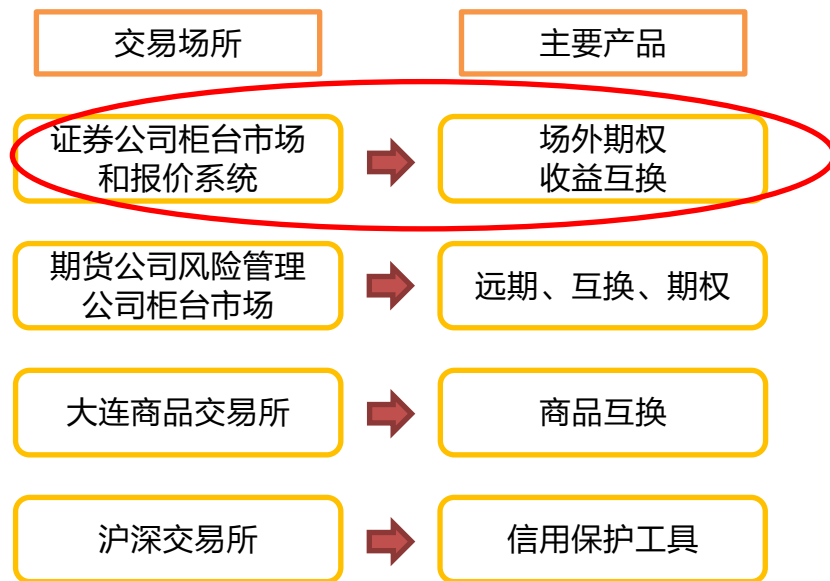 交易场所
主要产品
证券公司柜台市场
和报价系统
场外期权
收益互换
期货公司风险管理
公司柜台市场
远期、互换、期权
大连商品交易所
商品互换
沪深交易所
信用保护工具